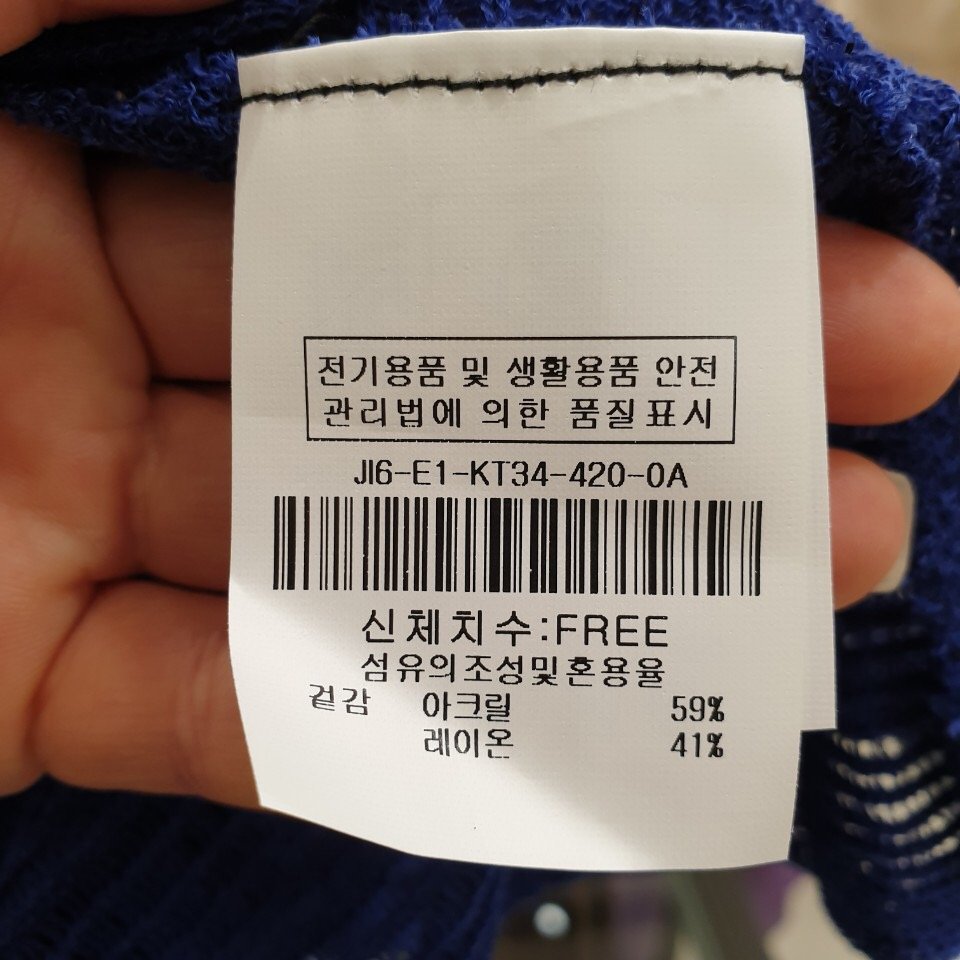 전기용품 및 생활용품 안전
관리법에 의한 품질표시
JI6-E1-KT34-420-0A
신체치수:FREE
섬유의조성및혼용율
겉감 아크릴 59%
레이온 41%